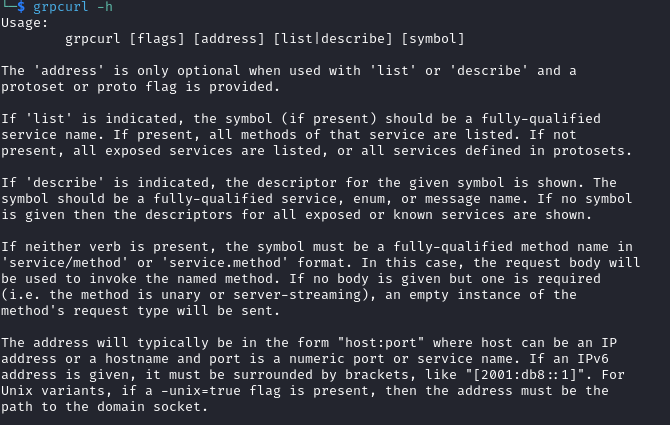 └─$ grpcurl -h
Usage:
        grpcurl [flags] [address] [list|describe] [symbol]

The 'address' is only optional when used with 'list' or 'describe' and a
protoset or proto flag is provided.

If 'list' is indicated, the symbol (if present) should be a fully-qualified
service name. If present, all methods of that service are listed. If not
present, all exposed services are listed, or all services defined in protosets.

If 'describe' is indicated, the descriptor for the given symbol is shown. The
symbol should be a fully-qualified service, enum, or message name. If no symbol
is given then the descriptors for all exposed or known services are shown.

If neither verb is present, the symbol must be a fully-qualified method name in
'service/method' or 'service.method' format. In this case, the request body will
be used to invoke the named method. If no body is given but one is required
(i.e. the method is unary or server-streaming), an empty instance of the
method's request type will be sent.

The address will typically be in the form "host:port" where host can be an IP
address or a hostname and port is a numeric port or service name. If an IPv6
address is given, it must be surrounded by brackets, like "[2001:db8::1]". For
Unix variants, if a -unix=true flag is present, then the address must be the
path to the domain socket.